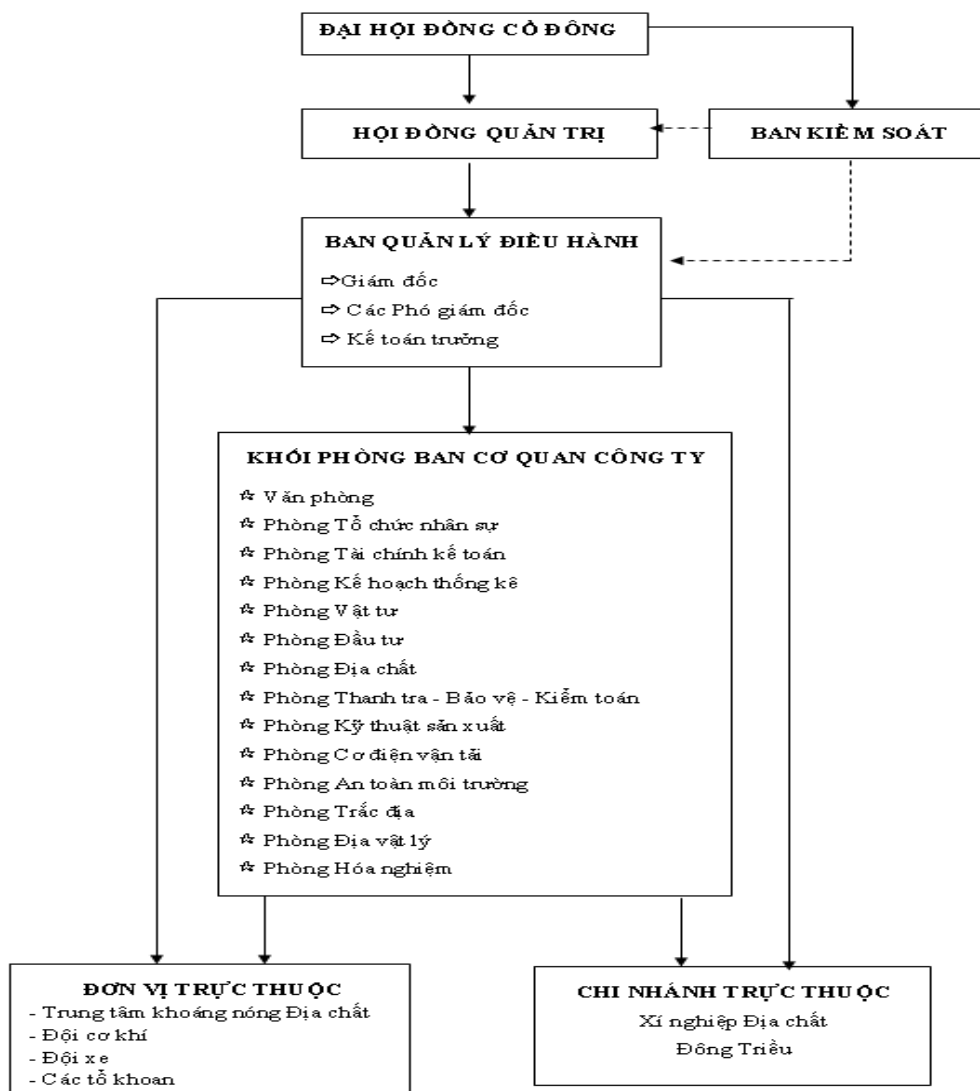 ĐẠI HỘI ĐỒNG CỔ ĐÔNG
HỘI ĐỒNG QUẢN TRỊ
BAN KIỂM SOÁT
BAN QUẢN LÝ ĐIỀU HÀNH
⇨Giám đốc
⇨ Các Phó giám đốc
⇨ Kế toán trưởng
KHỐI PHÒNG BAN CƠ QUAN CÔNG TY
☆ Văn phòng
☆ Phòng Tổ chức nhân sự
☆ Phòng Tài chính kế toán
☆ Phòng Kế hoạch thống kê
☆ Phòng Vật tư
☆ Phòng Đầu tư
☆ Phòng Địa chất
☆ Phòng Thanh tra - Bảo vệ - Kiểm toán
☆ Phòng Kỹ thuật sản xuất
☆ Phòng Cơ điện vận tải
☆ Phòng An toàn môi trường
☆ Phòng Trắc địa
☆ Phòng Địa vật lý
☆ Phòng Hóa nghiệm
ĐƠN VỊ TRỰC THUỘC
- Trung tâm khoáng nóng Địa chất
- Đội cơ khí
- Đội xe
- Các tổ khoan
CHI NHÁNH TRỰC THUỘC
Xí nghiệp Địa chất
Đông Triều